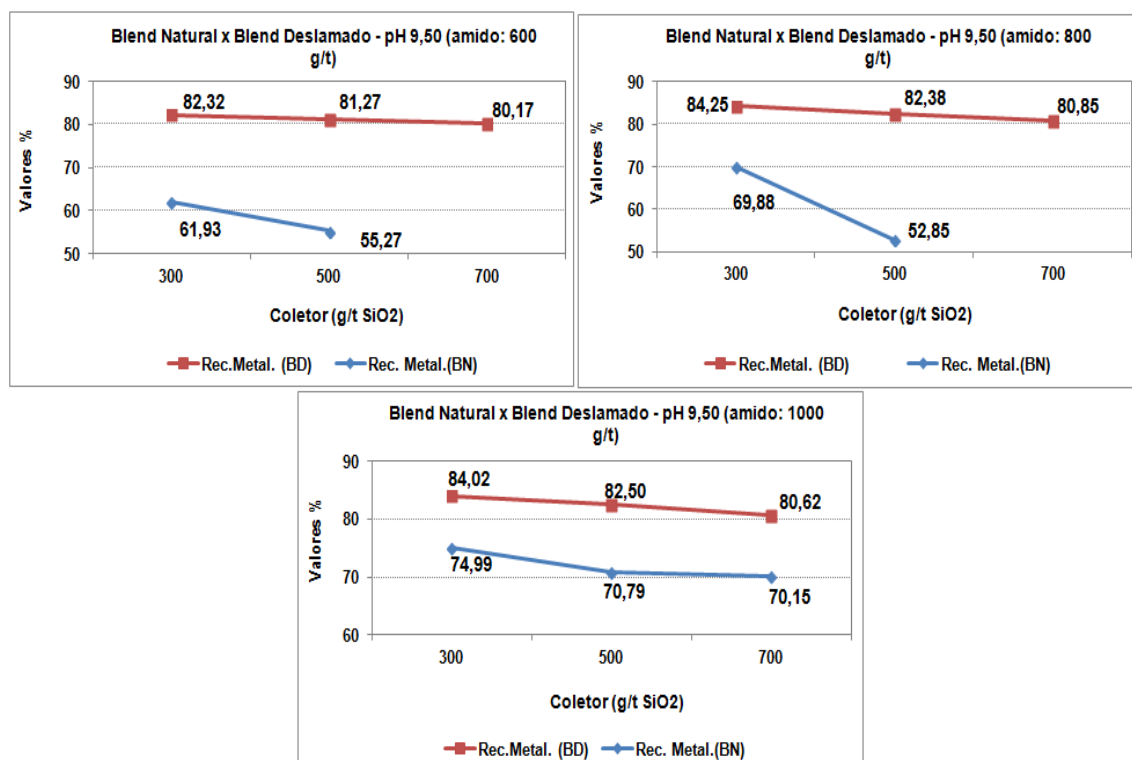 Blend Natural x Blend Deslamado - pH 9,50 (amido: 600
g/t)
90
80
70
60
50
Valores %
82,32
81,27
80,17
61,93
55,27
300
500
700
Coletor (g/t SiO2)
Rec.Metal. (BD)
Rec. Metal.(BN)
Blend Natural x Blend Deslamado - pH 9,50 (amido: 800
g/t)
90
80
70
60
50
Valores %
84,25
82,38
80,85
69,88
52,85
300
500
700
Coletor (g/t SiO2)
Rec.Metal. (BD)
Rec. Metal.(BN)
Blend Natural x Blend Deslamado - pH 9,50 (amido: 1000
g/t)
90
80
70
60
Valores %
84,02
82,50
80,62
74,99
70,79
70,15
300
500
700
Coletor (g/t SiO2)
Rec.Metal. (BD)
Rec. Metal.(BN)